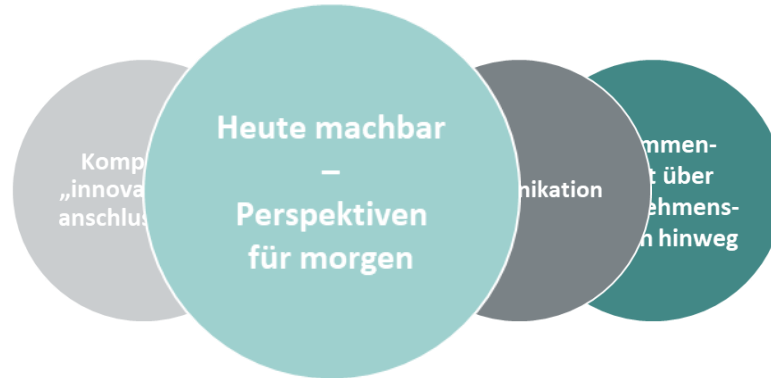 Komp
„innova
anschlus
Heute machbar
–
Perspektiven
für morgen
nikation
mmen-
t über
ehmens-
n hinweg